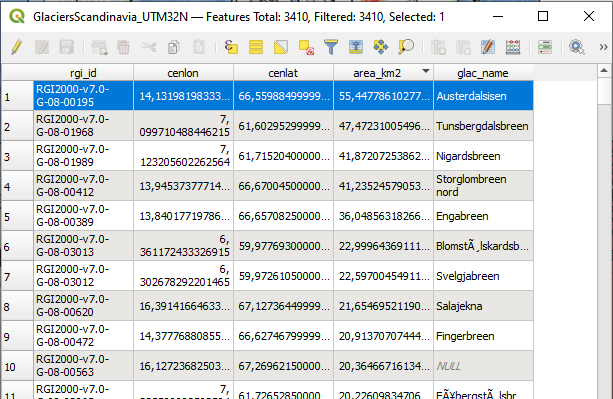 GlaciersScandinavia_UTM32N — Features Total: 3410, Filtered: 3410, Selected: 1
rgi_id cenlon cenlat area_km2 glac_name
1 RGI2000-v7.0-G-08-00195 14,13198198333... 66,55988499999... 55,44778610277... Austerdalsisen
2 RGI2000-v7.0-G-08-01968 7,099710488446215 61,60295299999... 47,47231005496... Tunsbergdalsbreen
3 RGI2000-v7.0-G-08-01989 7,123205602262564 61,71520400000... 41,87207253862... Nigardsbreen
4 RGI2000-v7.0-G-08-00412 13,94537377714... 66,67004500000... 41,23524579053... Storglombreen nord
5 RGI2000-v7.0-G-08-00389 13,84017719786... 66,65708250000... 36,04856318266... Engabreen
6 RGI2000-v7.0-G-08-03013 6,361172433326915 59,97769300000... 22,99964369111... BlomstÃ¸lskardsb...
7 RGI2000-v7.0-G-08-03012 6,302678292201465 59,97261050000... 22,59700454911... Svelgjabreen
8 RGI2000-v7.0-G-08-00620 16,39141664633... 67,12736449999... 21,65469521190... Salajekna
9 RGI2000-v7.0-G-08-00472 14,37776880855... 66,62746799999... 20,91370707444... Fingerbreen
10 RGI2000-v7.0-G-08-00563 16,12723682503... 67,26962150000... 20,36466716134... NULL
11 RGI2000-v7.0- 7, 61,72652850000... 20,22609834706...